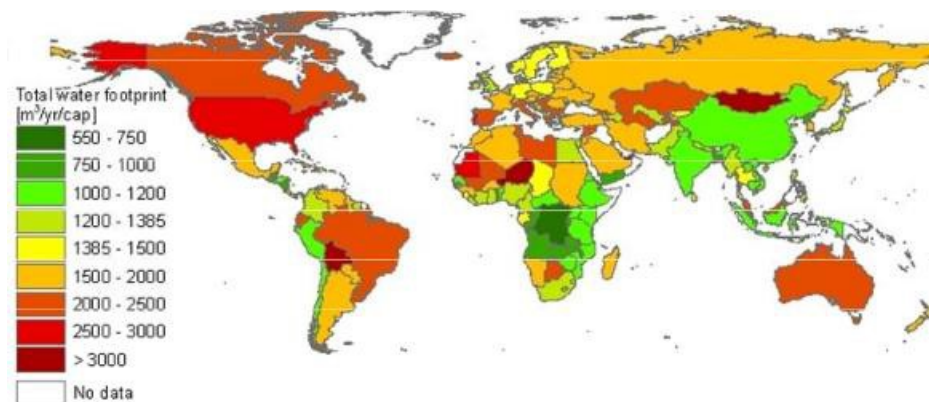 Total water footprint
[m³/yr/cap]
550 - 750
750 - 1000
1000 - 1200
1200 - 1385
1385 - 1500
1500 - 2000
2000 - 2500
2500 - 3000
> 3000
No data